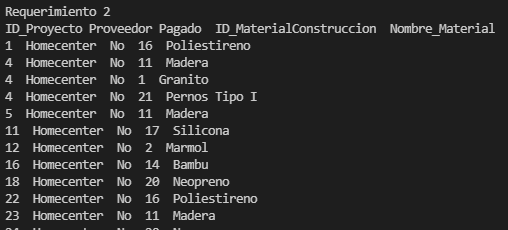 Requerimiento 2
ID_Proyecto Proveedor Pagado ID_MaterialConstruccion Nombre_Material
1 Homecenter No 16 Poliestireno
4 Homecenter No 11 Madera
4 Homecenter No 1 Granito
4 Homecenter No 21 Pernos Tipo I
5 Homecenter No 11 Madera
11 Homecenter No 17 Silicona
12 Homecenter No 2 Marmol
16 Homecenter No 14 Bambu
18 Homecenter No 20 Neopreno
22 Homecenter No 16 Poliestireno
23 Homecenter No 11 Madera